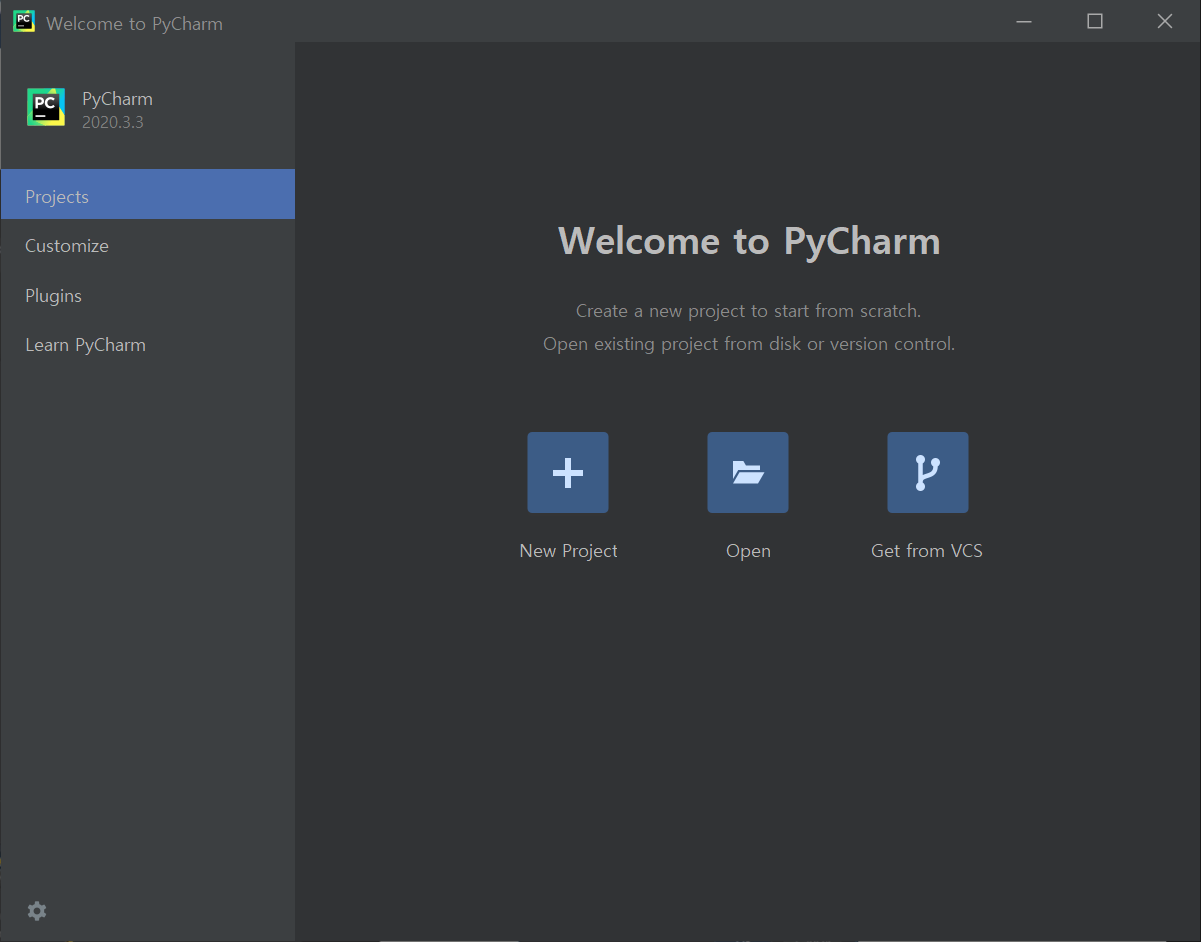 PC Welcome to PyCharm
PC
PyCharm
2020.3.3
Projects
Customize
Plugins
Learn PyCharm
Welcome to PyCharm
Create a new project to start from scratch.
Open existing project from disk or version control.
New Project
Open
Get from VCS